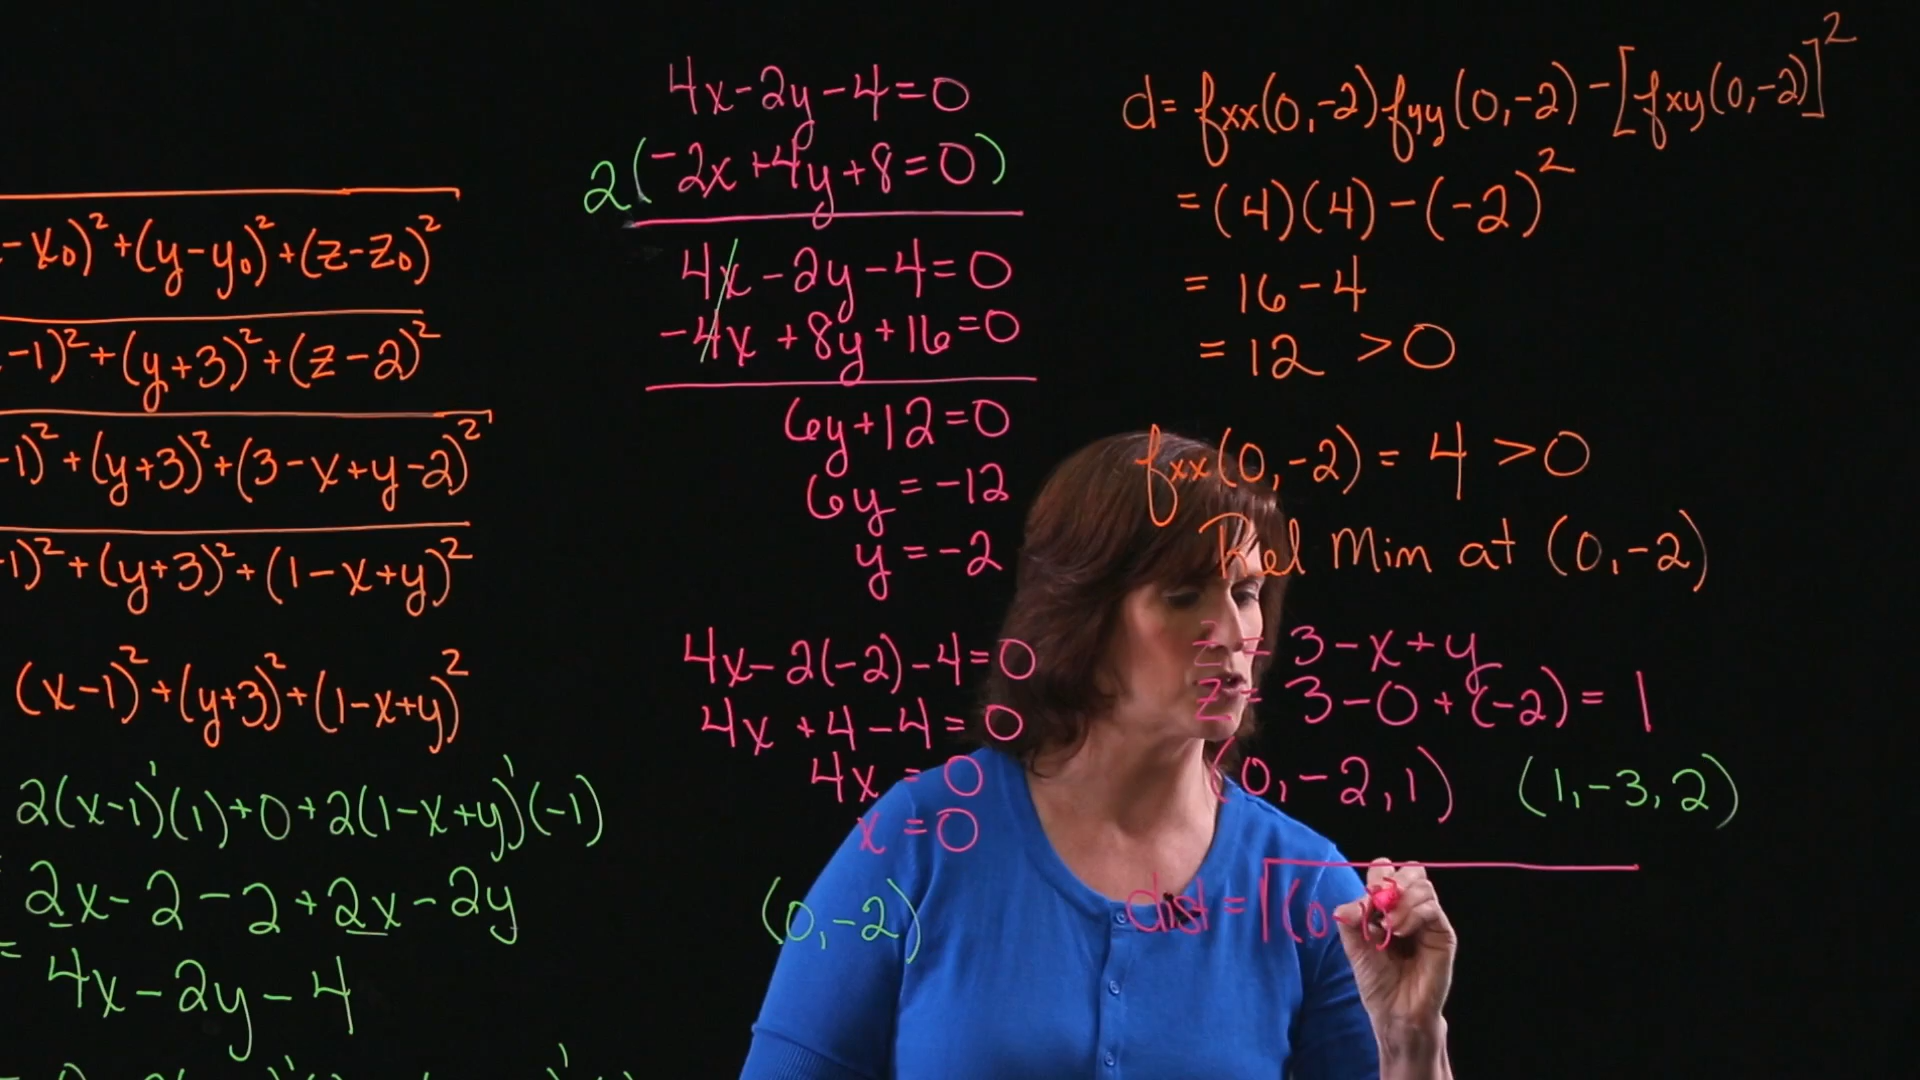 -x₀)²+(y-y₀)²+(z-z₀)²
-1)²+(y+3)²+(z-2)²
-1)²+(y+3)²+(3-x+y-2)²
-1)²+(y+3)²+(1-x+y)²
(x-1)²+(y+3)²+(1-x+y)²
2(x-1)¹(1)+0+2(1-x+y)¹(-1)
2x-2-2+2x-2y
= 4x-2y-4
4x-2y-4=0
2(-2x+4y+8=0)
4x-2y-4=0
-4x+8y+16=0
6y+12=0
6y=-12
y=-2
4x-2(-2)-4=0
4x+4-4=0
4x=0
x=0
(0,-2)
d=fxx(0,-2)fyy(0,-2)-[fxy(0,-2)]²
=(4)(4)-(-2)²
=16-4
=12 >0
fxx(0,-2)=4 >0
Rel Min at (0,-2)
z=3-x+y
z=3-0+(-2)=1
(0,-2,1) (1,-3,2)
dist=√(0-1)